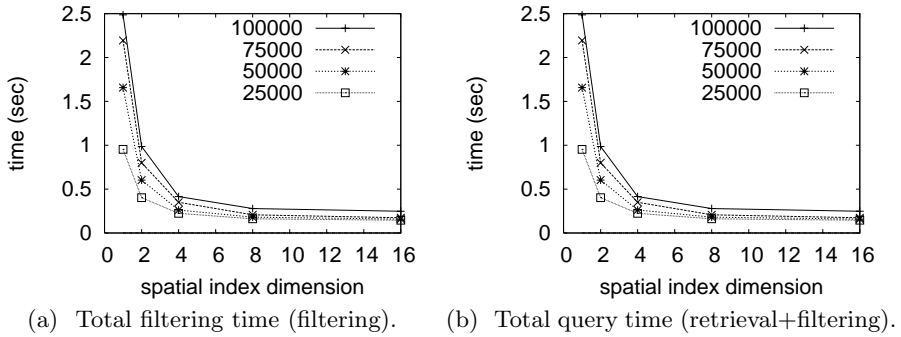 2.5
2
1.5
1
0.5
0
time (sec)
100000
75000
50000
25000
0 2 4 6 8 10 12 14 16
spatial index dimension
(a) Total filtering time (filtering).
2.5
2
1.5
1
0.5
0
time (sec)
100000
75000
50000
25000
0 2 4 6 8 10 12 14 16
spatial index dimension
(b) Total query time (retrieval+filtering).